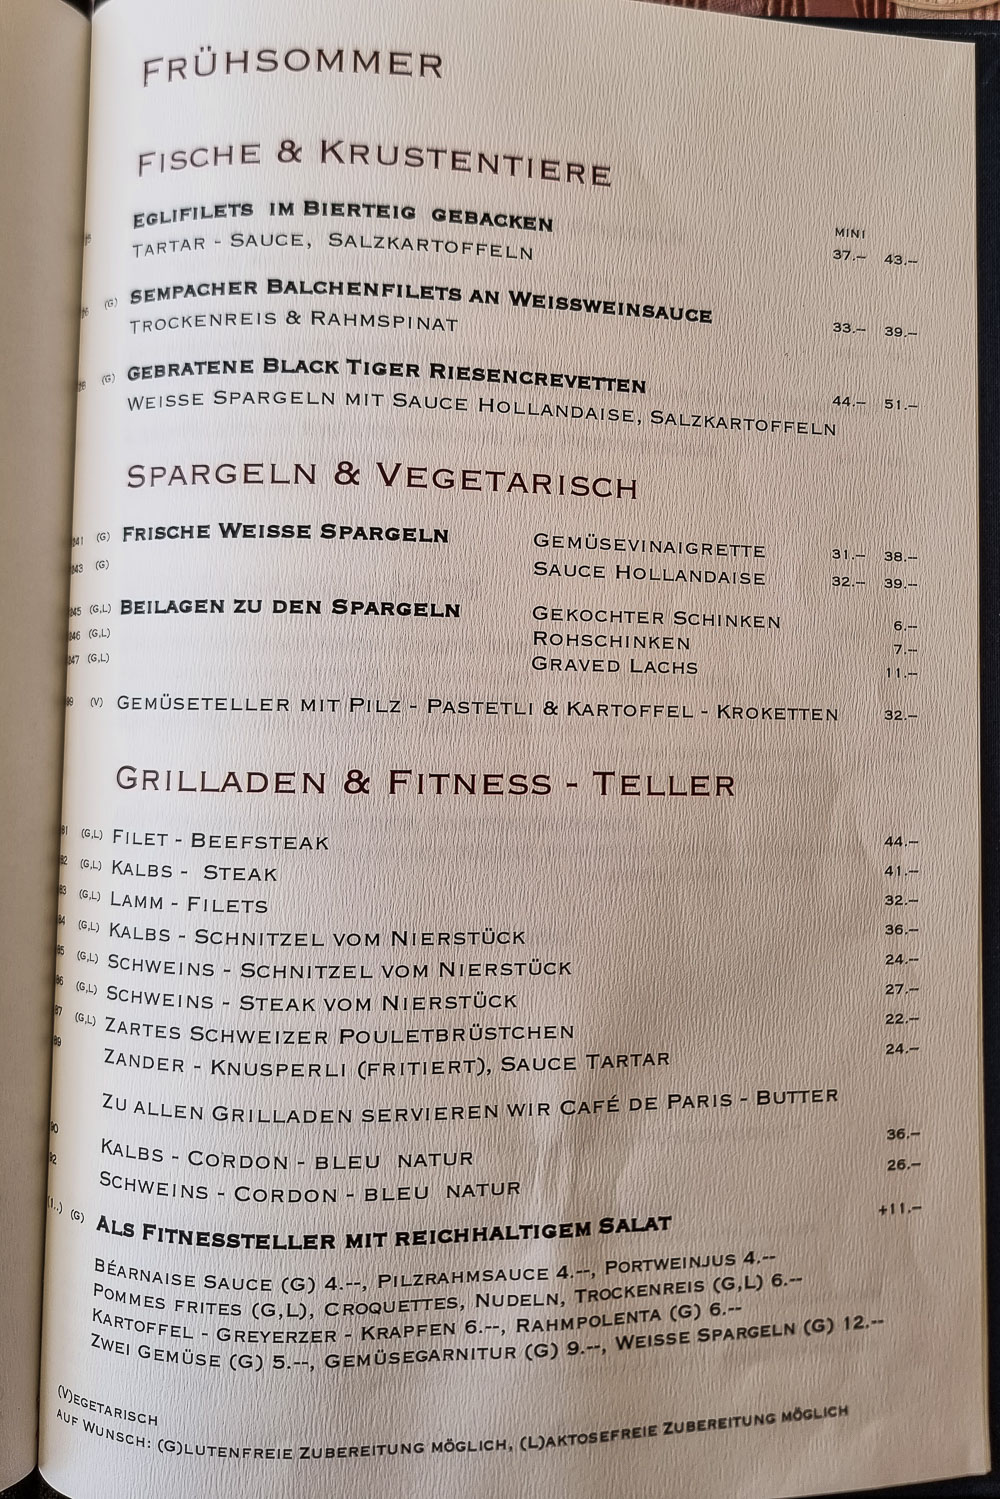 FRÜHSOMMER
FISCHE & KRUSTENTIERE
EGLIFILETS IM BIERTEIG GEBACKEN
MINI
TARTAR - SAUCE, SALZKARTOFFELN 37.-- 43.--
(G) SEMPACHER BALCHENFILETS AN WEISSWEINSAUCE
TROCKENREIS & RAHMSPINAT 33.-- 39.--
(G) GEBRATENE BLACK TIGER RIESENCREVETTEN
WEISSE SPARGELN MIT SAUCE HOLLANDAISE, SALZKARTOFFELN 44.-- 51.--
SPARGELN & VEGETARISCH
(G) FRISCHE WEISSE SPARGELN GEMÜSEVINAIGRETTE 31.-- 38.--
(G) SAUCE HOLLANDAISE 32.-- 39.--
(G,L) BEILAGEN ZU DEN SPARGELN GEKOCHTER SCHINKEN 6.--
(G,L) ROHSCHINKEN 7.--
(G,L) GRAVED LACHS 11.--
(V) GEMÜSETELLER MIT PILZ - PASTETLI & KARTOFFEL - KROKETTEN 32.--
GRILLADEN & FITNESS - TELLER
(G,L) FILET - BEEFSTEAK 44.--
(G,L) KALBS - STEAK 41.--
(G,L) LAMM - FILETS 32.--
(G,L) KALBS - SCHNITZEL VOM NIERSTÜCK 36.--
(G,L) SCHWEINS - SCHNITZEL VOM NIERSTÜCK 24.--
(G,L) SCHWEINS - STEAK VOM NIERSTÜCK 27.--
(G,L) ZARTES SCHWEIZER POULETBRÜSTCHEN 22.--
ZANDER - KNUSPERLI (FRITIERT), SAUCE TARTAR 24.--
ZU ALLEN GRILLADEN SERVIEREN WIR CAFÉ DE PARIS - BUTTER
KALBS - CORDON - BLEU NATUR 36.--
SCHWEINS - CORDON - BLEU NATUR 26.--
(1..) (G) ALS FITNESSTELLER MIT REICHHALTIGEM SALAT +11.--
BÉARNAISE SAUCE (G) 4.--, PILZRAHMSAUCE 4.--, PORTWEINJUS 4.--
POMMES FRITES (G,L), CROQUETTES, NUDELN, TROCKENREIS (G,L) 6.--
KARTOFFEL - GREYERZER - KRAPFEN 6.--, RAHMPOLENTA (G) 6.--
ZWEI GEMÜSE (G) 5.--, GEMÜSEGARNITUR (G) 9.--, WEISSE SPARGELN (G) 12.--
(V)EGETARISCH
AUF WUNSCH: (G)LUTENFREIE ZUBEREITUNG MÖGLICH, (L)AKTOSEFREIE ZUBEREITUNG MÖGLICH